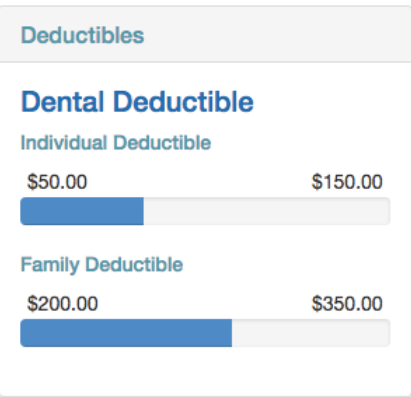 Deductibles
Dental Deductible
Individual Deductible
$50.00 $150.00
Family Deductible
$200.00 $350.00